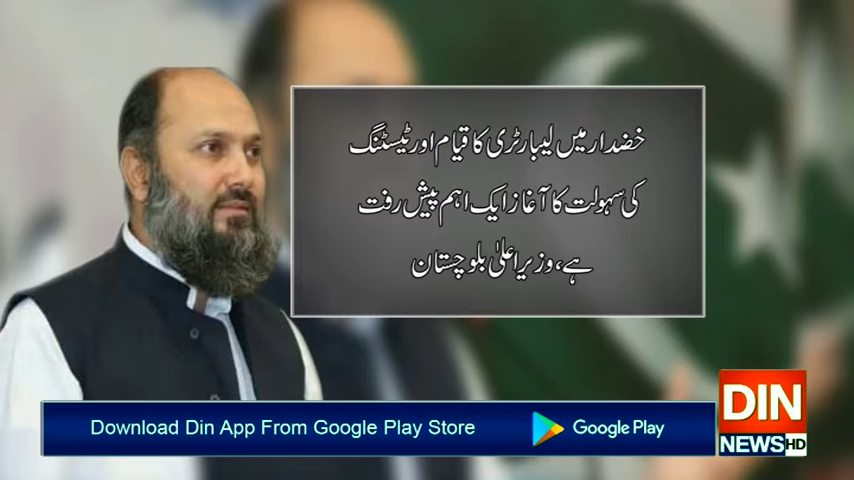 خضدار میں لیبارٹری کا قیام اور ٹیسٹنگ
کی سہولت کا آغاز ایک اہم پیش رفت
ہے، وزیراعلیٰ بلوچستان
Download Din App From Google Play Store
Google Play
DIN
NEWS HD